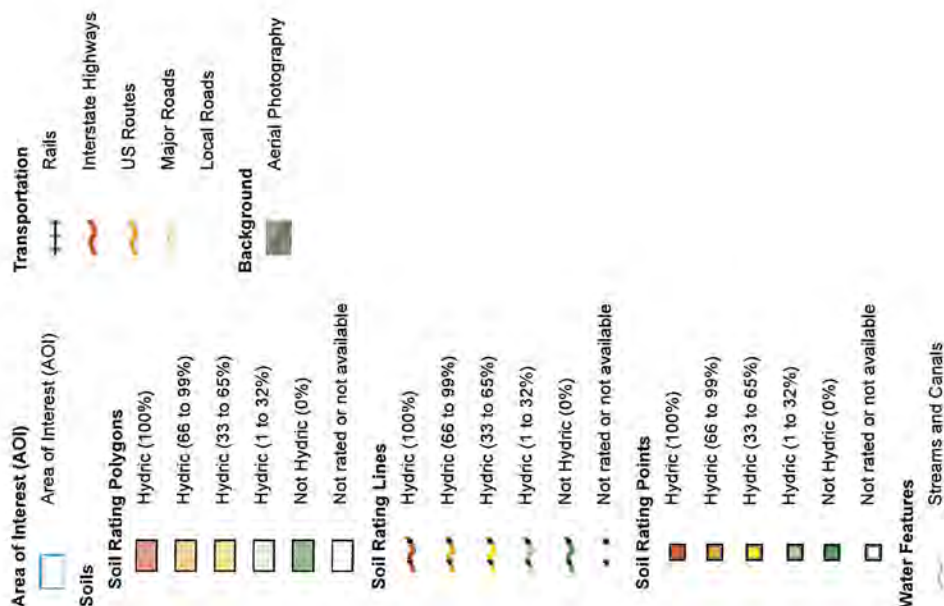 Area of Interest (AOI)
Area of Interest (AOI)
Soils
Soil Rating Polygons
Hydric (100%)
Hydric (66 to 99%)
Hydric (33 to 65%)
Hydric (1 to 32%)
Not Hydric (0%)
Not rated or not available
Soil Rating Lines
Hydric (100%)
Hydric (66 to 99%)
Hydric (33 to 65%)
Hydric (1 to 32%)
Not Hydric (0%)
Not rated or not available
Soil Rating Points
Hydric (100%)
Hydric (66 to 99%)
Hydric (33 to 65%)
Hydric (1 to 32%)
Not Hydric (0%)
Not rated or not available
Water Features
Streams and Canals
Transportation
Rails
Interstate Highways
US Routes
Major Roads
Local Roads
Background
Aerial Photography